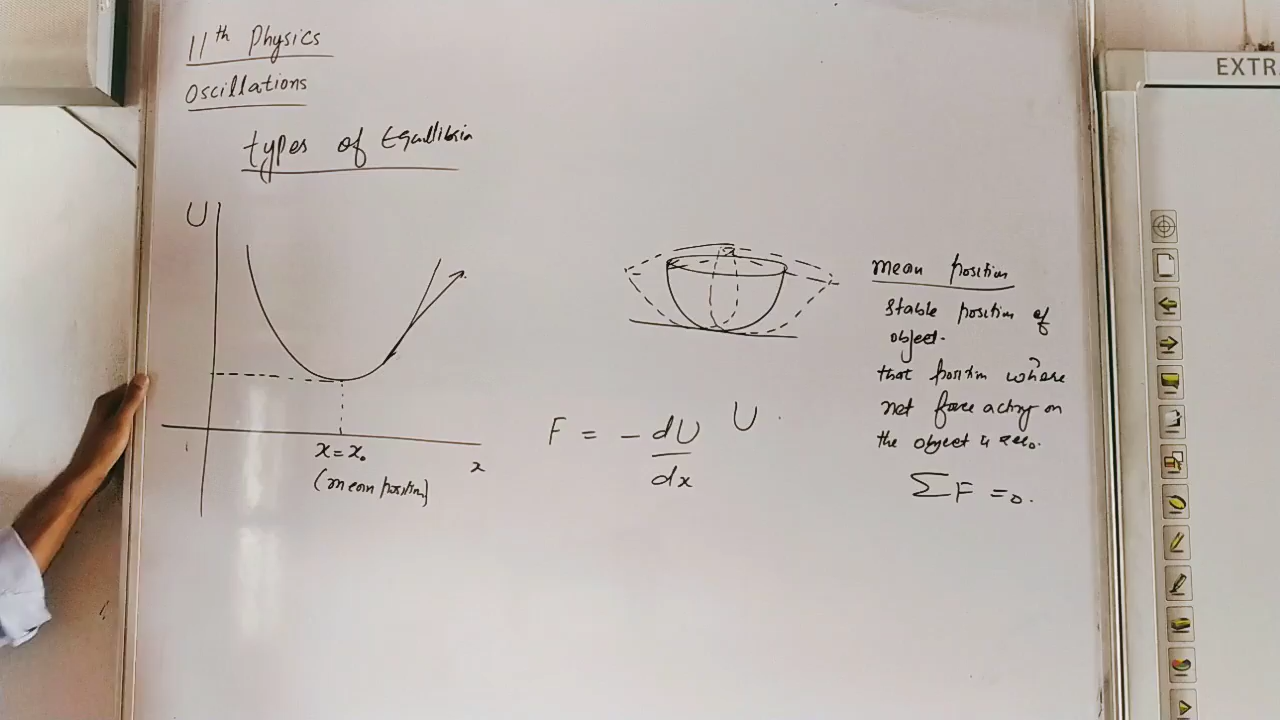 11th Physics
Oscillations
types of Equilibria
U
x = x₀
(mean position)
x
F = - dU/dx
U
mean position
Stable position of
object.
that position where
net force acting on
the object is zero.
ΣF = 0.
EXTR